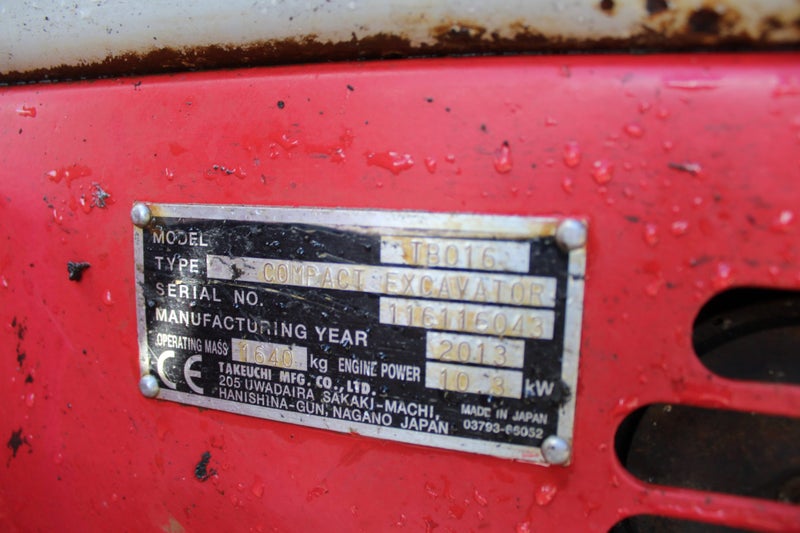 MODEL TB016
TYPE COMPACT EXCAVATOR
SERIAL NO. 116116043
MANUFACTURING YEAR 2013
OPERATING MASS 1640 kg ENGINE POWER 10.3 kW
CE TAKEUCHI MFG. CO., LTD.
205 UWADAIRA SAKAKI-MACHI,
HANISHINA-GUN, NAGANO JAPAN
MADE IN JAPAN
03793-66052